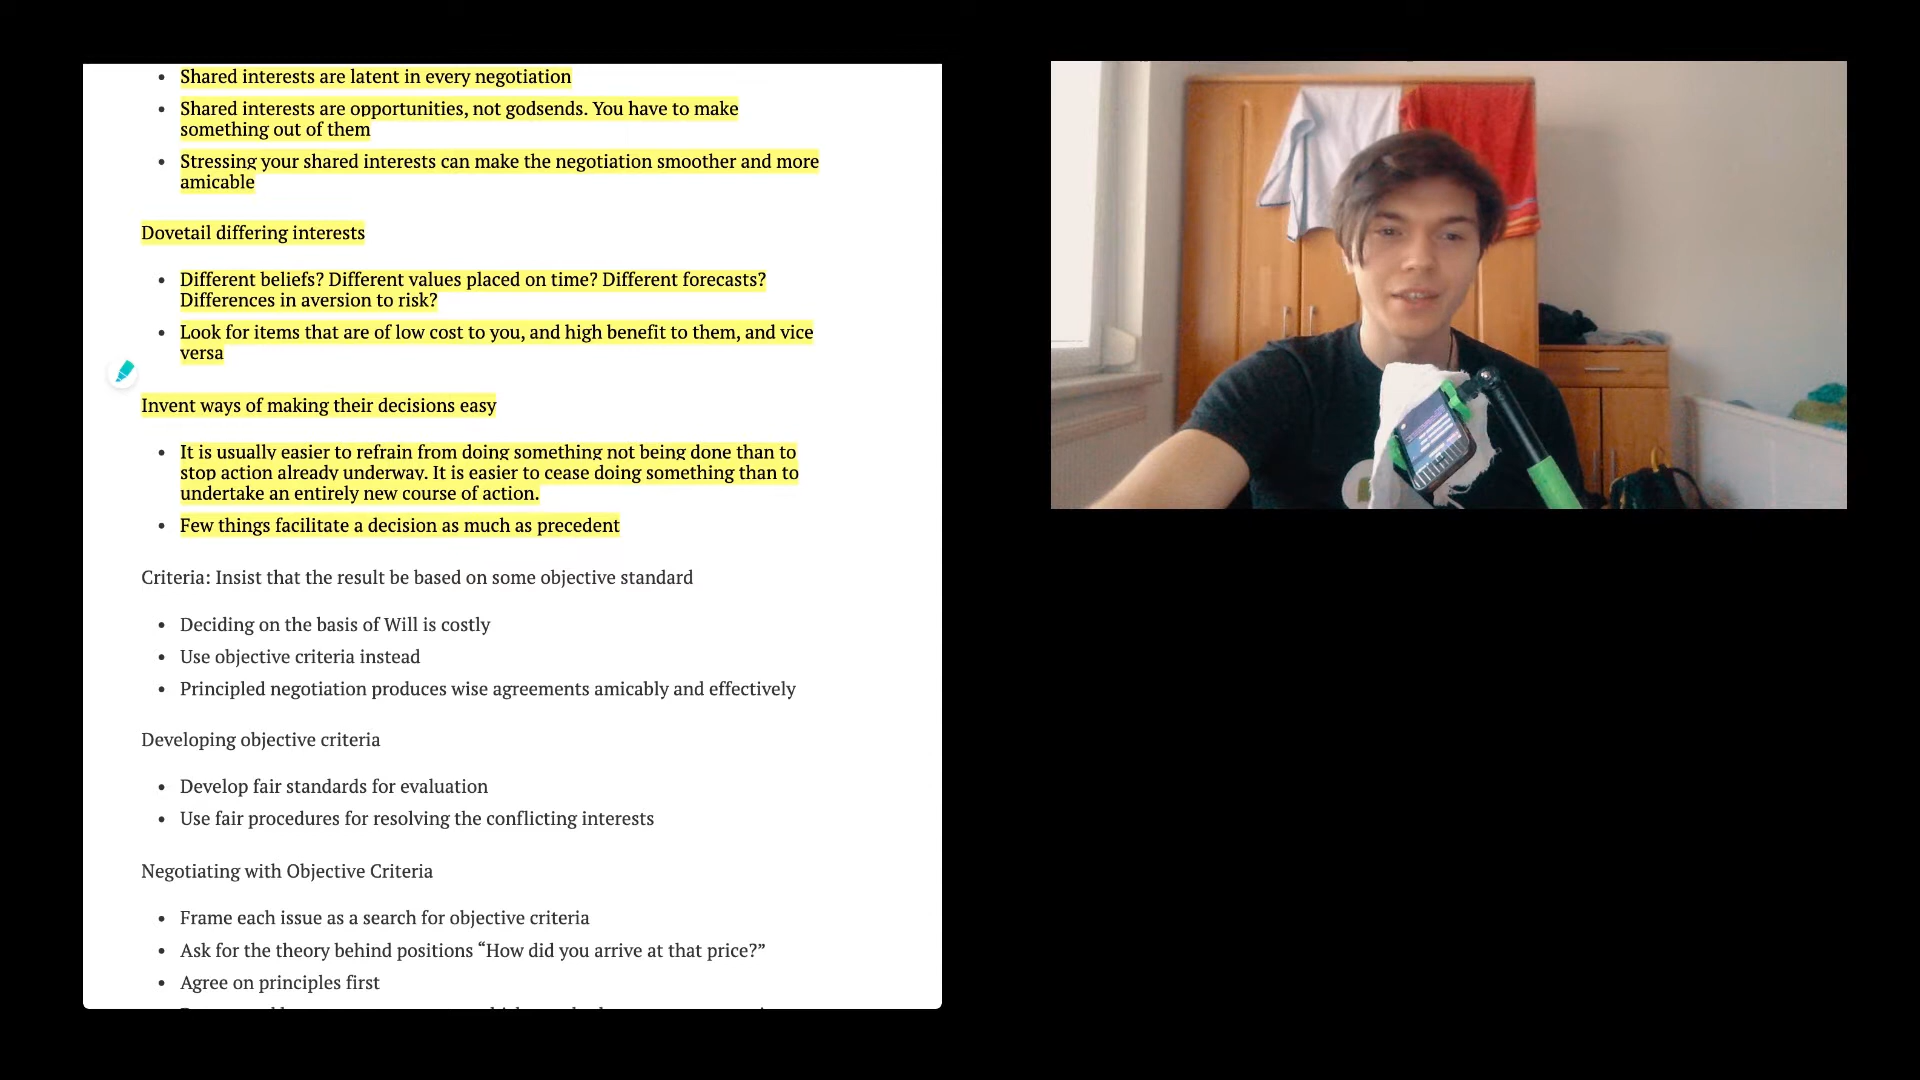 Shared interests are latent in every negotiation
Shared interests are opportunities, not godsends. You have to make
something out of them
Stressing your shared interests can make the negotiation smoother and more
amicable
Dovetail differing interests
Different beliefs? Different values placed on time? Different forecasts?
Differences in aversion to risk?
Look for items that are of low cost to you, and high benefit to them, and vice
versa
Invent ways of making their decisions easy
It is usually easier to refrain from doing something not being done than to
stop action already underway. It is easier to cease doing something than to
undertake an entirely new course of action.
Few things facilitate a decision as much as precedent
Criteria: Insist that the result be based on some objective standard
Deciding on the basis of Will is costly
Use objective criteria instead
Principled negotiation produces wise agreements amicably and effectively
Developing objective criteria
Develop fair standards for evaluation
Use fair procedures for resolving the conflicting interests
Negotiating with Objective Criteria
Frame each issue as a search for objective criteria
Ask for the theory behind positions “How did you arrive at that price?”
Agree on principles first